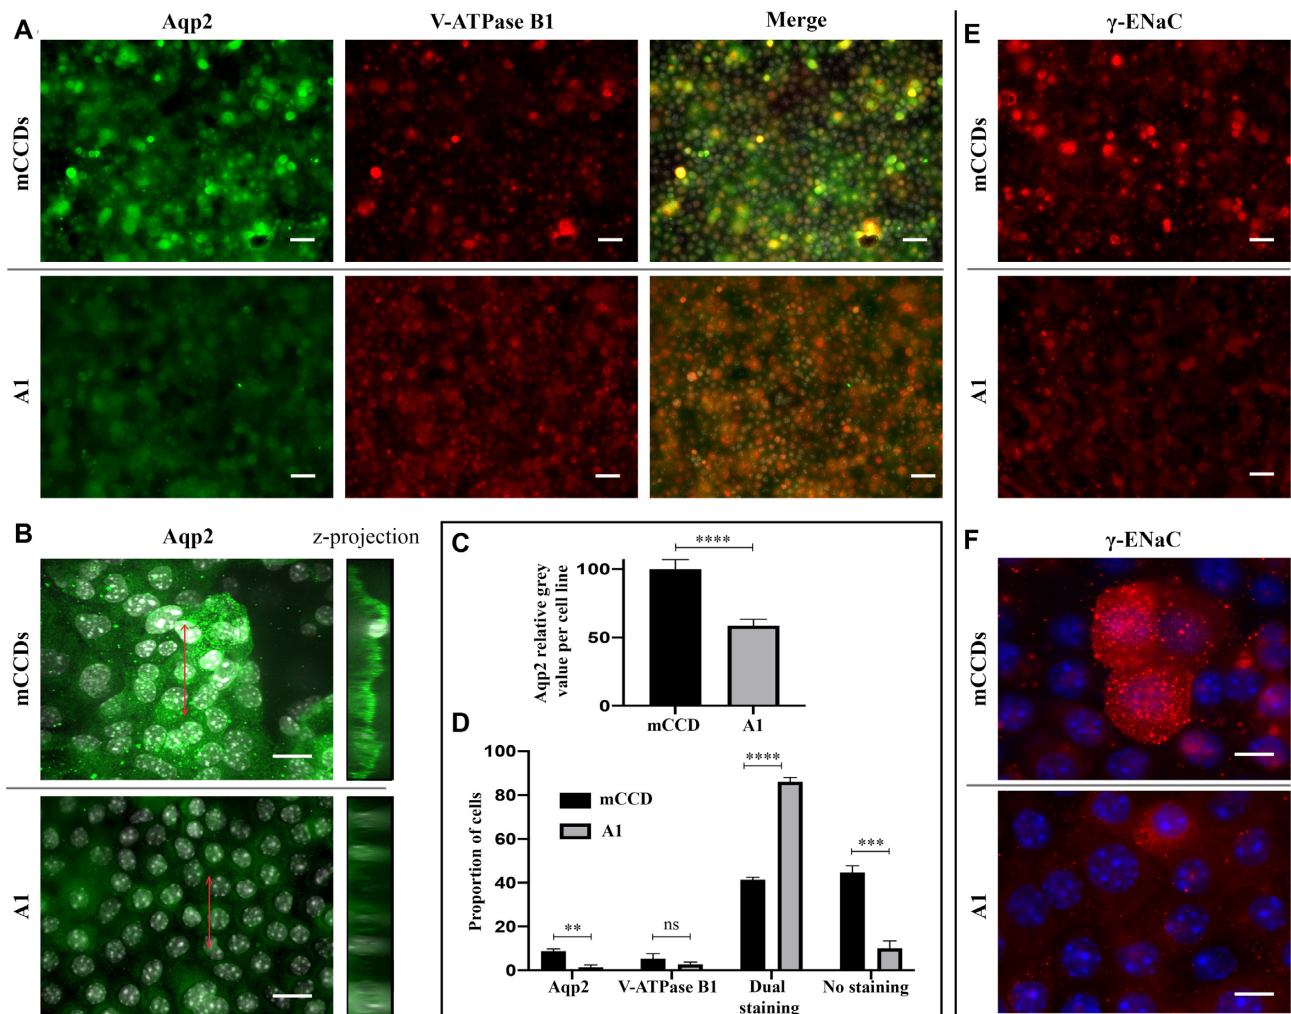 A
Aqp2
V-ATPase B1
Merge
mCCDs
A1
B
Aqp2
z-projection
mCCDs
A1
C
Aqp2 relative grey
value per cell line
100
50
0
****
mCCD
A1
D
Proportion of cells
100
80
60
40
20
0
mCCD
A1
**
ns
****
***
Aqp2
V-ATPase B1
Dual
staining
No staining
E
γ-ENaC
mCCDs
A1
F
γ-ENaC
mCCDs
A1